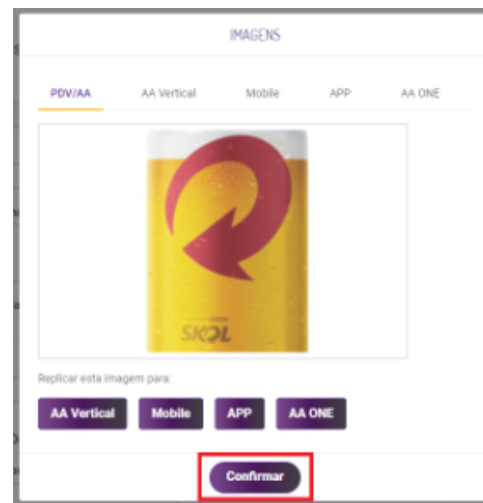 IMAGENS
PDV/AA AA Vertical Mobile APP AA ONE
SKOL
Replicar esta imagem para:
AA Vertical Mobile APP AA ONE
Confirmar